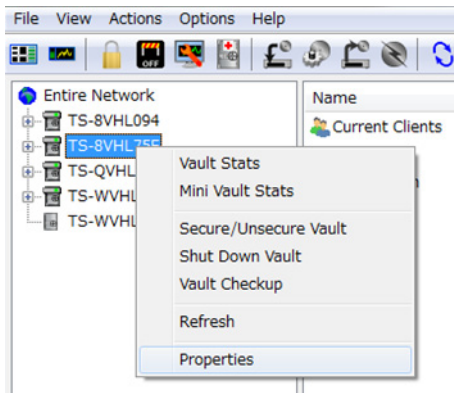 File View Actions Options Help
OFF
Entire Network
Name
TS-8VHL094
Current Clients
TS-8VHL75F
Vault Stats
TS-QVHL
Mini Vault Stats
TS-WVHL
TS-WVHL
Secure/Unsecure Vault
Shut Down Vault
Vault Checkup
Refresh
Properties